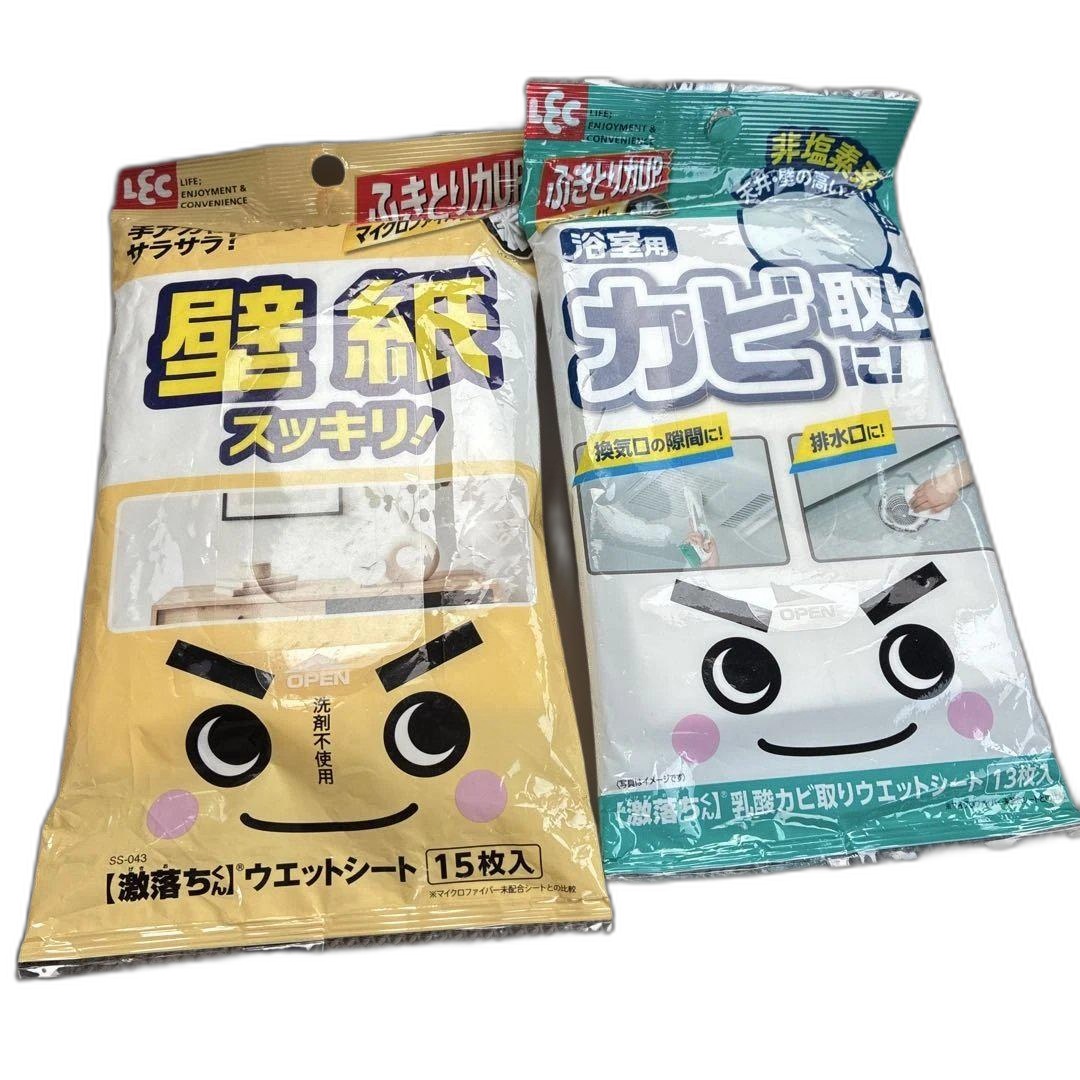 LEC
LIFE;
ENJOYMENT &
CONVENIENCE
ふきとり力UP
マイクロファイバー
サラサラ!
壁紙
スッキリ!
OPEN
洗剤不使用
SS-043
【激落ちくん】®ウエットシート 15枚入
※マイクロファイバー未配合シートとの比較
LEC
LIFE;
ENJOYMENT &
CONVENIENCE
ふきとり力UP
非塩素系
天井・壁の高い
浴室用
カビ取り
に!
換気口の隙間に!
排水口に!
OPEN
(写真はイメージです)
【激落ちくん】乳酸カビ取りウエットシート 13枚入